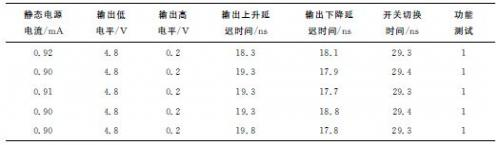 静态电源 输出低 输出高 输出上升延 输出下降延 开关切换 功能
电流/mA 电平/V 电平/V 迟时间/ns 迟时间/ns 时间/ns 测试
0.92 4.8 0.2 18.3 18.1 29.3 1
0.90 4.8 0.2 19.3 17.9 29.4 1
0.91 4.8 0.2 19.3 17.7 29.3 1
0.90 4.8 0.2 19.3 18.8 29.4 1
0.90 4.8 0.2 19.8 17.8 29.3 1